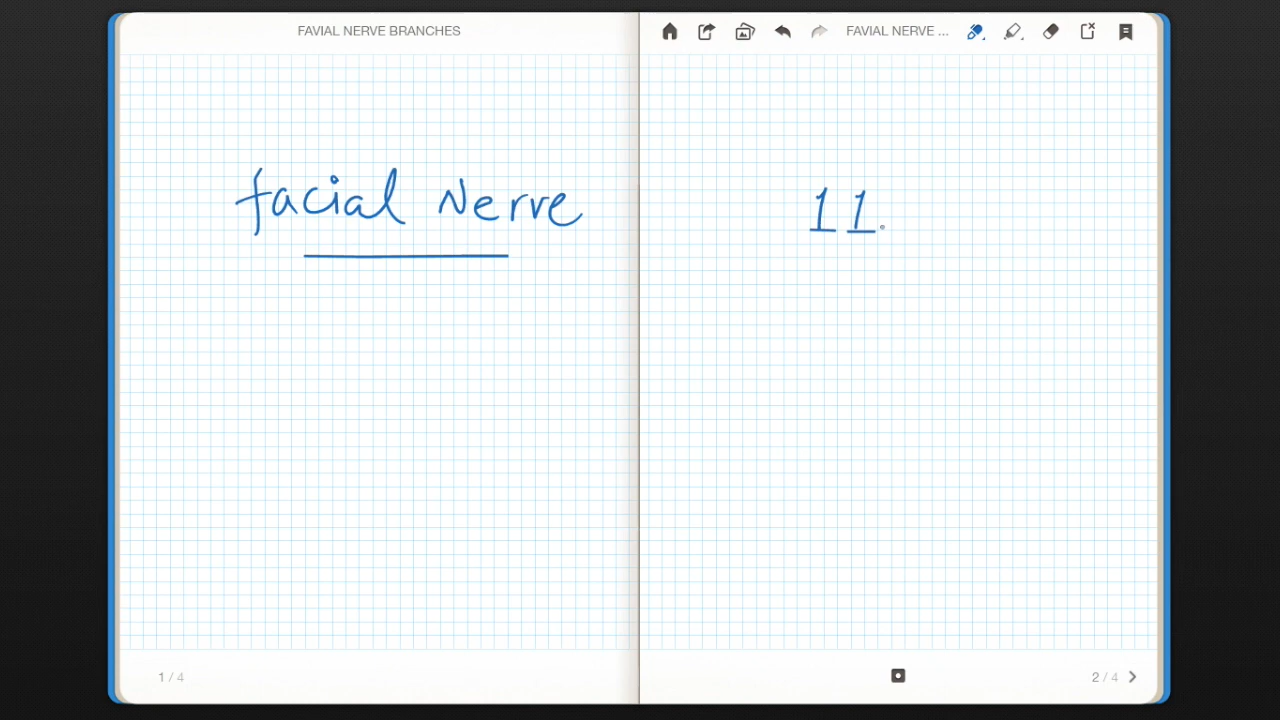 FAVIAL NERVE BRANCHES
facial Nerve
1 / 4
FAVIAL NERVE ...
11.
2 / 4